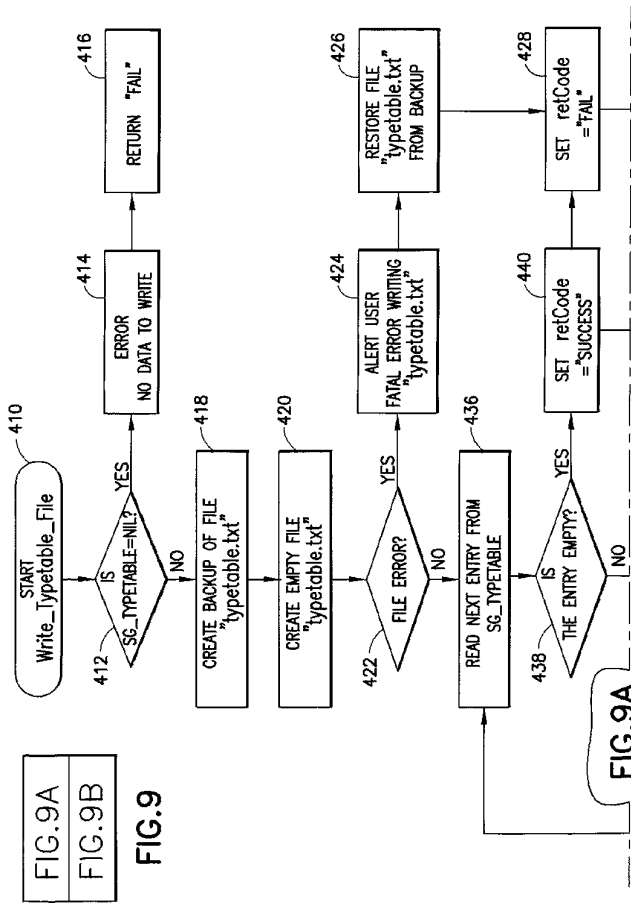 FIG.9A
FIG.9B
FIG.9
START
Write_Typetable_File
410
IS
SG_TYPETABLE=NIL?
412
YES
NO
ERROR
NO DATA TO WRITE
414
RETURN "FAIL"
416
CREATE BACKUP OF FILE
"typetable.txt"
418
CREATE EMPTY FILE
"typetable.txt"
420
FILE ERROR?
422
YES
NO
ALERT USER
FATAL ERROR WRITING
"typetable.txt"
424
RESTORE FILE
"typetable.txt"
FROM BACKUP
426
READ NEXT ENTRY FROM
SG_TYPETABLE
436
IS
THE ENTRY EMPTY?
438
YES
NO
SET retCode
="SUCCESS"
440
SET retCode
="FAIL"
428
FIG.9A